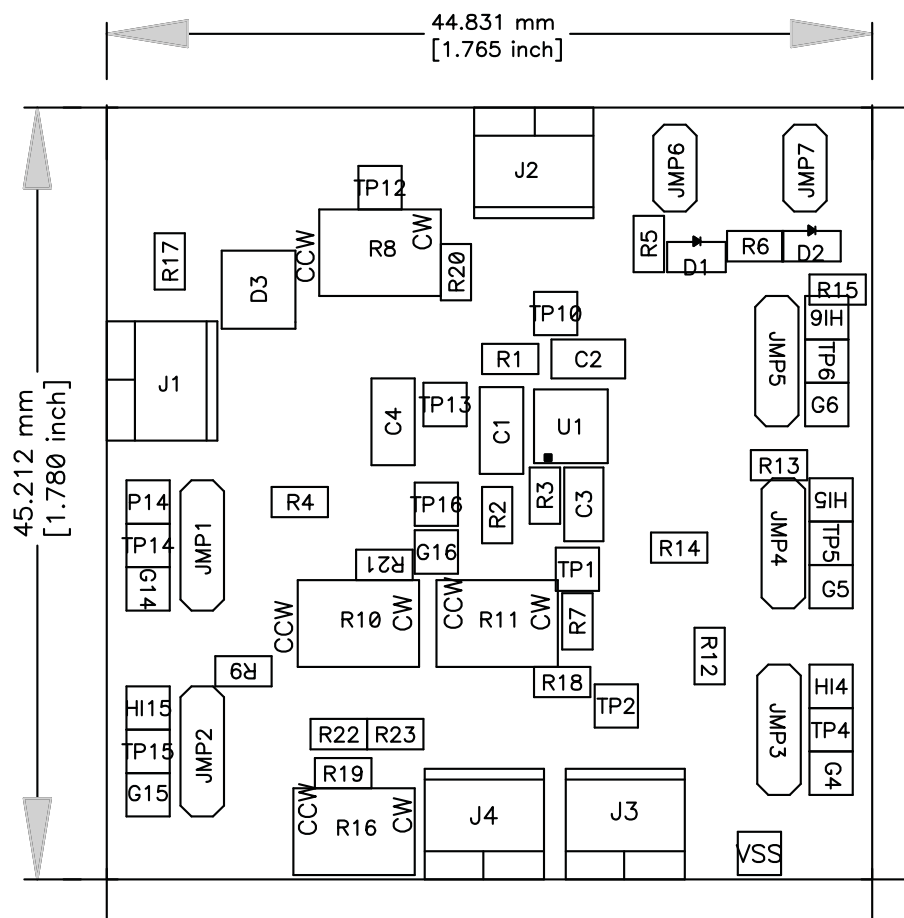 44.831 mm
[1.765 inch]
45.212 mm
[1.780 inch]
J2
JMP6
JMP7
TP12
CCW
R8
CW
R17
D3
R20
R5
D1
R6
D2
R15
TP10
HI6
JMP5
TP6
G6
J1
R1
C2
C4
TP13
C1
U1
R13
P14
JMP1
TP14
G14
R4
TP16
R2
R3
C3
G16
R21
R14
JMP4
HI5
TP5
G5
TP1
CCW
R10
CW
CCW
R11
CW
R7
R9
R12
R18
TP2
HI15
JMP2
TP15
G15
JMP3
HI4
TP4
G4
R22
R23
R19
CCW
R16
CW
J4
J3
VSS